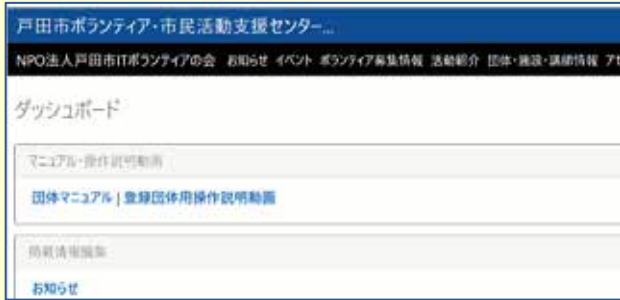 戸田市ボランティア・市民活動支援センター...
NPO法人戸田市ITボランティアの会 お知らせ イベント ボランティア募集情報 活動紹介 団体・施設・講師情報 アセ
ダッシュボード
マニュアル・操作説明動画
団体マニュアル | 登録団体用操作説明動画
掲載情報編集
お知らせ